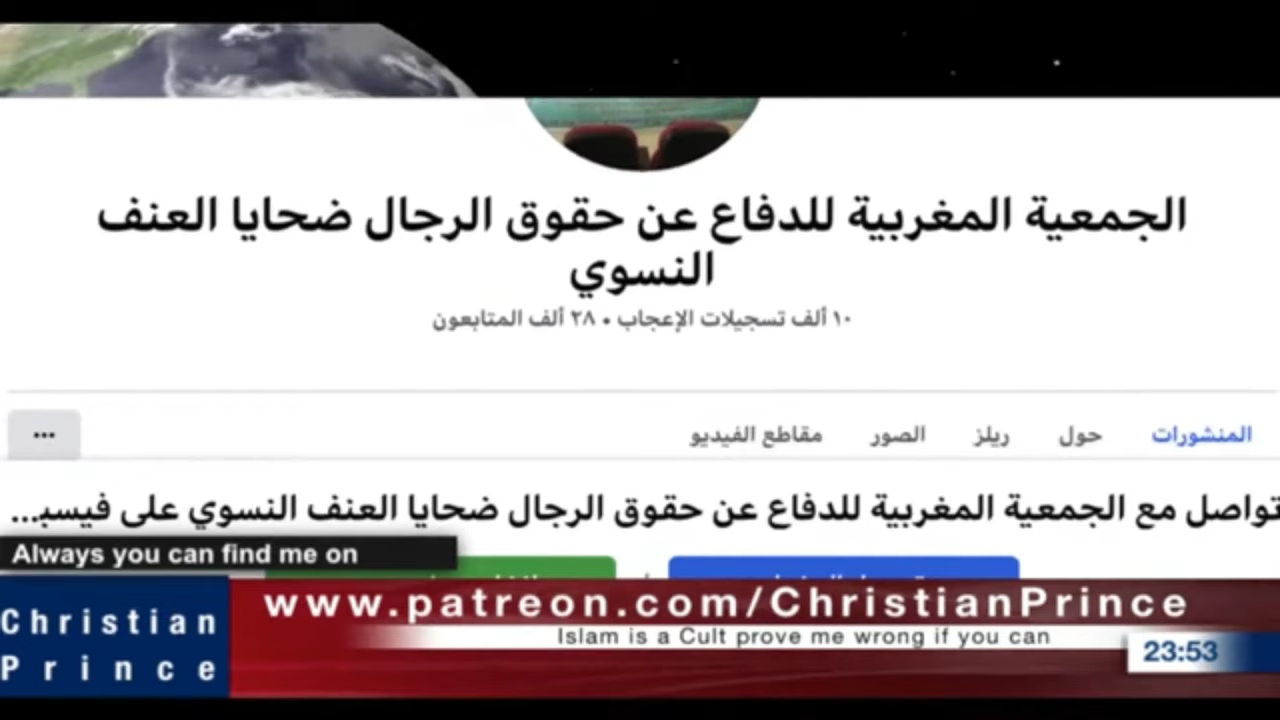 الجمعية المغربية للدفاع عن حقوق الرجال ضحايا العنف
النسوي
١٠ ألف تسجيلات الإعجاب • ٢٨ ألف المتابعون
المنشورات
حول
ريلز
الصور
مقاطع الفيديو
...
تواصل مع الجمعية المغربية للدفاع عن حقوق الرجال ضحايا العنف النسوي على فيسبـ...
Always you can find me on
www.patreon.com/ChristianPrince
Christian
Prince
Islam is a Cult prove me wrong if you can
23:53